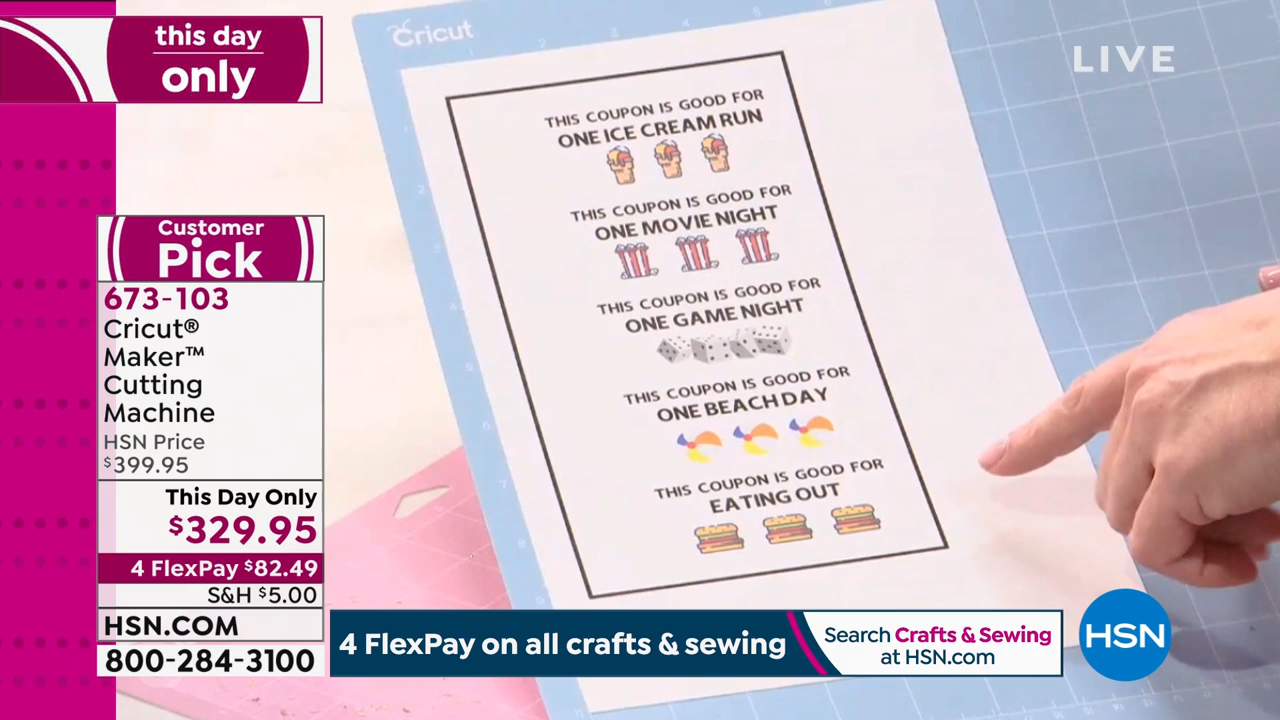 this day
only
Customer
Pick
673-103
Cricut®
Maker™
Cutting
Machine
HSN Price
$399.95
This Day Only
$329.95
4 FlexPay $82.49
S&H $5.00
HSN.COM
800-284-3100
Cricut
THIS COUPON IS GOOD FOR
ONE ICE CREAM RUN
THIS COUPON IS GOOD FOR
ONE MOVIE NIGHT
THIS COUPON IS GOOD FOR
ONE GAME NIGHT
THIS COUPON IS GOOD FOR
ONE BEACH DAY
THIS COUPON IS GOOD FOR
EATING OUT
LIVE
4 FlexPay on all crafts & sewing
Search Crafts & Sewing
at HSN.com
HSN